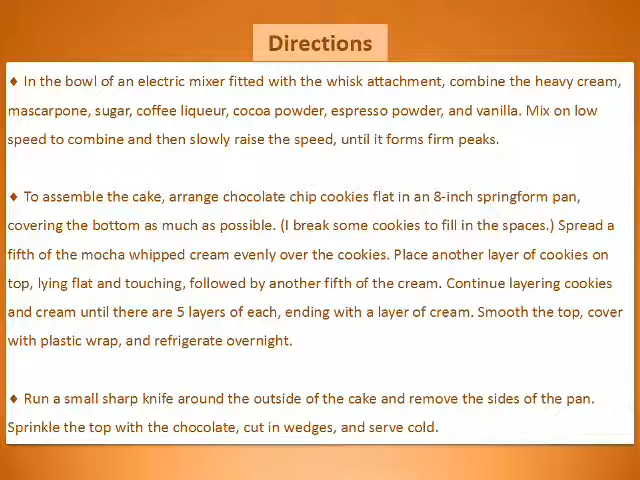 Directions
♦ In the bowl of an electric mixer fitted with the whisk attachment, combine the heavy cream,
mascarpone, sugar, coffee liqueur, cocoa powder, espresso powder, and vanilla. Mix on low
speed to combine and then slowly raise the speed, until it forms firm peaks.
♦ To assemble the cake, arrange chocolate chip cookies flat in an 8-inch springform pan,
covering the bottom as much as possible. (I break some cookies to fill in the spaces.) Spread a
fifth of the mocha whipped cream evenly over the cookies. Place another layer of cookies on
top, lying flat and touching, followed by another fifth of the cream. Continue layering cookies
and cream until there are 5 layers of each, ending with a layer of cream. Smooth the top, cover
with plastic wrap, and refrigerate overnight.
♦ Run a small sharp knife around the outside of the cake and remove the sides of the pan.
Sprinkle the top with the chocolate, cut in wedges, and serve cold.